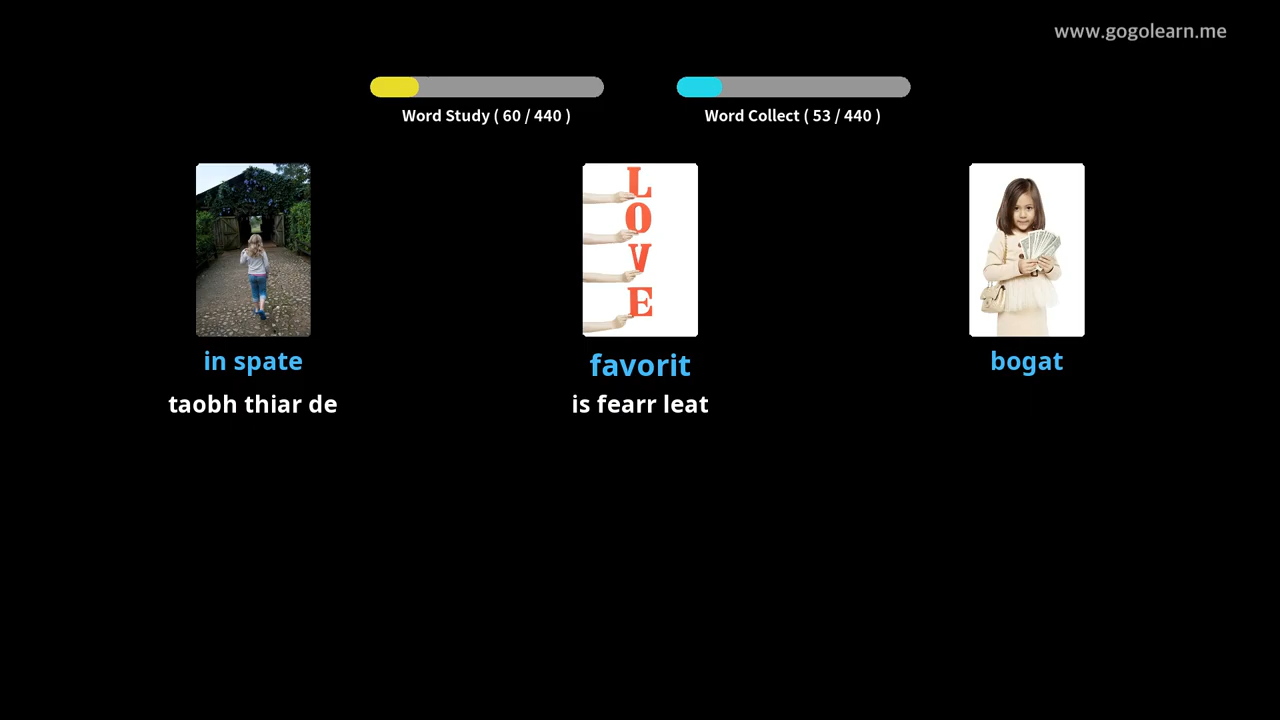 www.gogolearn.me
Word Study ( 60 / 440 )
Word Collect ( 53 / 440 )
L
O
V
E
in spate
favorit
bogat
taobh thiar de
is fearr leat